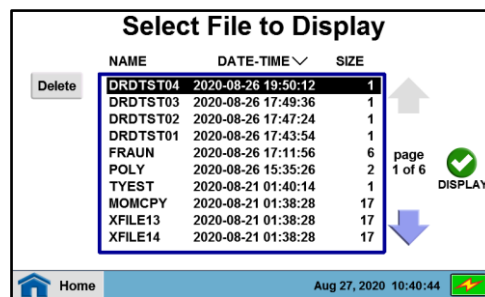 Select File to Display
NAME DATE-TIME SIZE
Delete
DRDTST04 2020-08-26 19:50:12 1
DRDTST03 2020-08-26 17:49:36 1
DRDTST02 2020-08-26 17:47:24 1
DRDTST01 2020-08-26 17:43:54 1
FRAUN 2020-08-26 17:11:56 6
POLY 2020-08-26 15:35:26 2
TYEST 2020-08-21 01:40:14 1
MOMCPY 2020-08-21 01:38:28 17
XFILE13 2020-08-21 01:38:28 17
XFILE14 2020-08-21 01:38:28 17
page
1 of 6
DISPLAY
Home
Aug 27, 2020 10:40:44